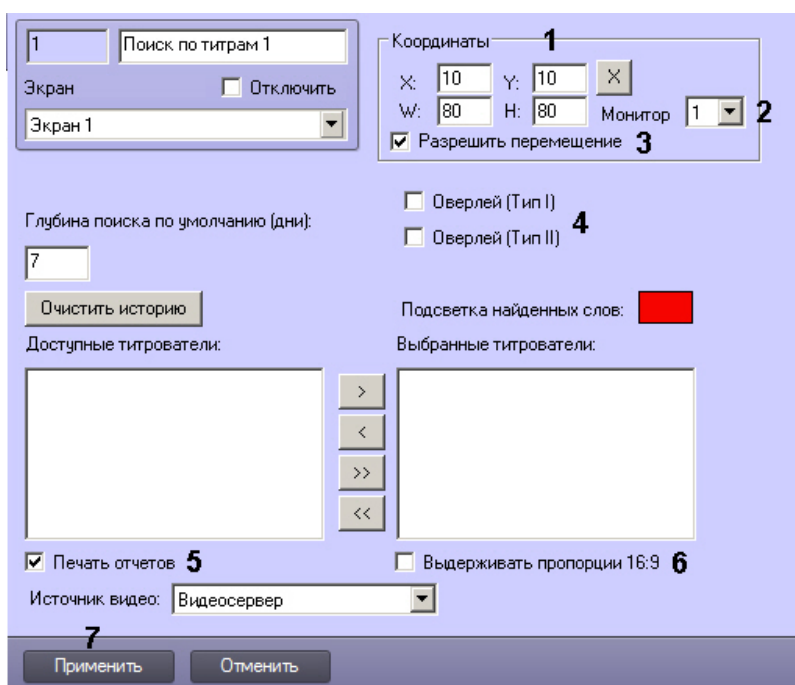 1 Поиск по титрам 1
Экран Отключить
Экран 1
Координаты 1
X: 10 Y: 10 X
W: 80 H: 80 Монитор 1 2
Разрешить перемещение 3
Оверлей (Тип I)
Оверлей (Тип II) 4
Глубина поиска по умолчанию (дни):
7
Очистить историю Подсветка найденных слов:
Доступные титрователи: Выбранные титрователи:
>
<
>>
<<
Печать отчетов 5 Выдерживать пропорции 16:9 6
Источник видео: Видеосервер
7
Применить Отменить